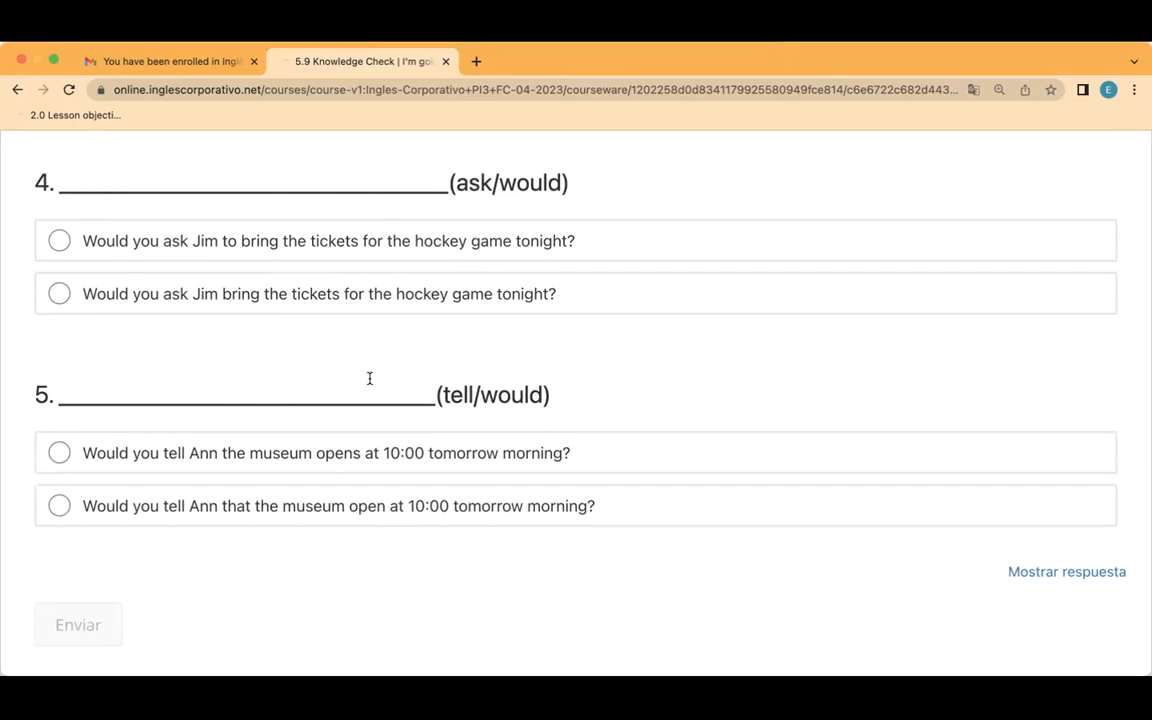 You have been enrolled in Ingl
5.9 Knowledge Check | I'm goi
online.inglescorporativo.net/courses/course-v1:Ingles-Corporativo+PI3+FC-04-2023/courseware/1202258d0d8341179925580949fce814/c6e6722c682d443...
E
2.0 Lesson objecti...
4. ________________________________(ask/would)
Would you ask Jim to bring the tickets for the hockey game tonight?
Would you ask Jim bring the tickets for the hockey game tonight?
5. _______________________________(tell/would)
Would you tell Ann the museum opens at 10:00 tomorrow morning?
Would you tell Ann that the museum open at 10:00 tomorrow morning?
Mostrar respuesta
Enviar